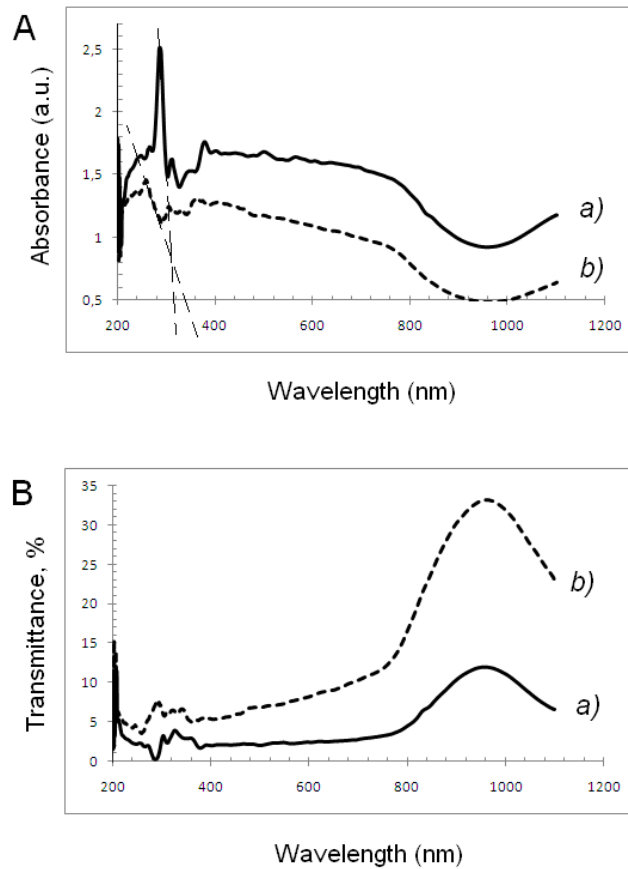 A
Absorbance (a.u.)
2,5
2
1,5
1
0,5
a)
b)
200 400 600 800 1000 1200
Wavelength (nm)
B
Transmittance, %
35
30
25
20
15
10
5
0
b)
a)
200 400 600 800 1000 1200
Wavelength (nm)